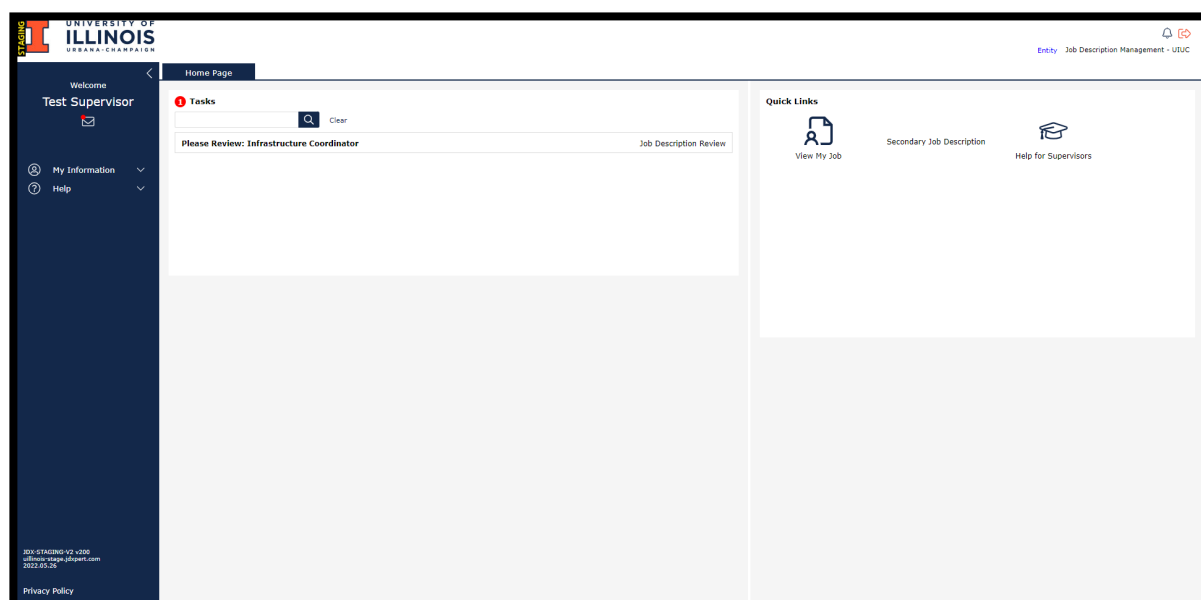 STAGING
UNIVERSITY OF
ILLINOIS
URBANA-CHAMPAIGN
Entity Job Description Management - UIUC
Welcome
Test Supervisor
My Information
Help
JDX-STAGING-V2 v200
uillinois-stage.jdxpert.com
2022.05.26
Privacy Policy
Home Page
1 Tasks
Clear
Please Review: Infrastructure Coordinator Job Description Review
Quick Links
View My Job
Secondary Job Description
Help for Supervisors